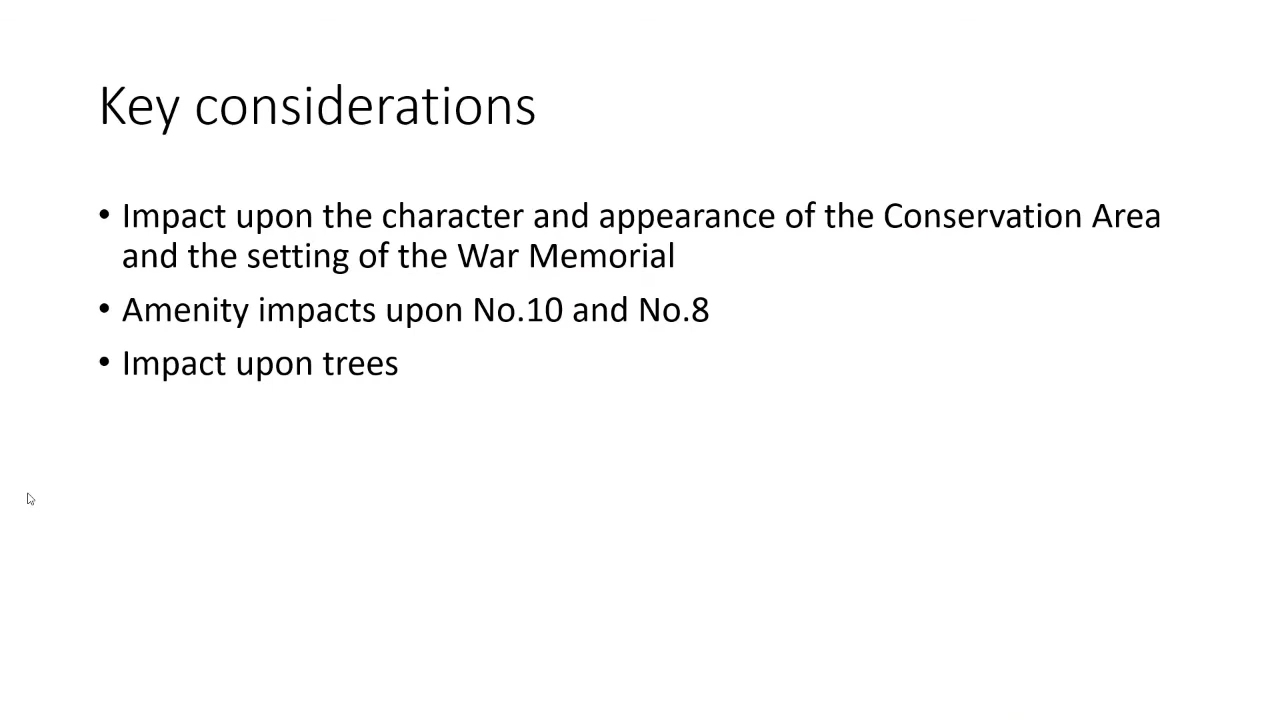 Key considerations
• Impact upon the character and appearance of the Conservation Area
and the setting of the War Memorial
• Amenity impacts upon No.10 and No.8
• Impact upon trees